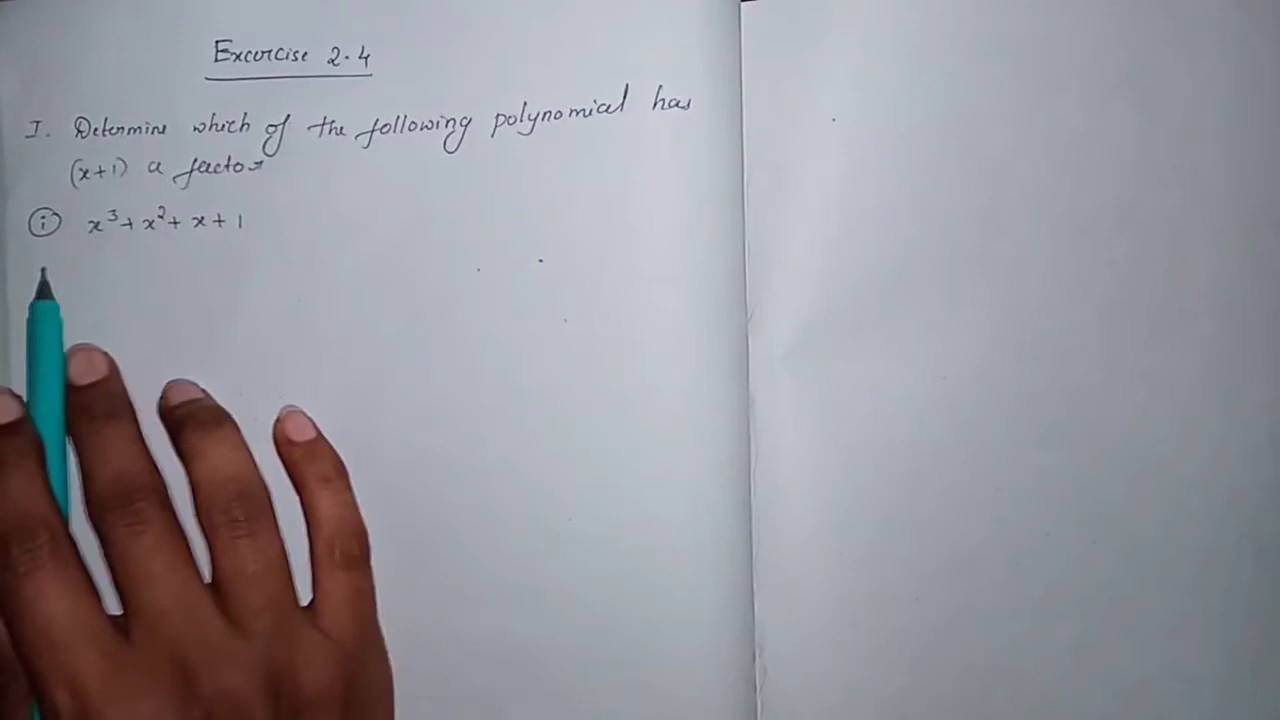 Excercise 2.4
I. Determine which of the following polynomial has
(x+1) a factor
(i) x³+x²+x+1